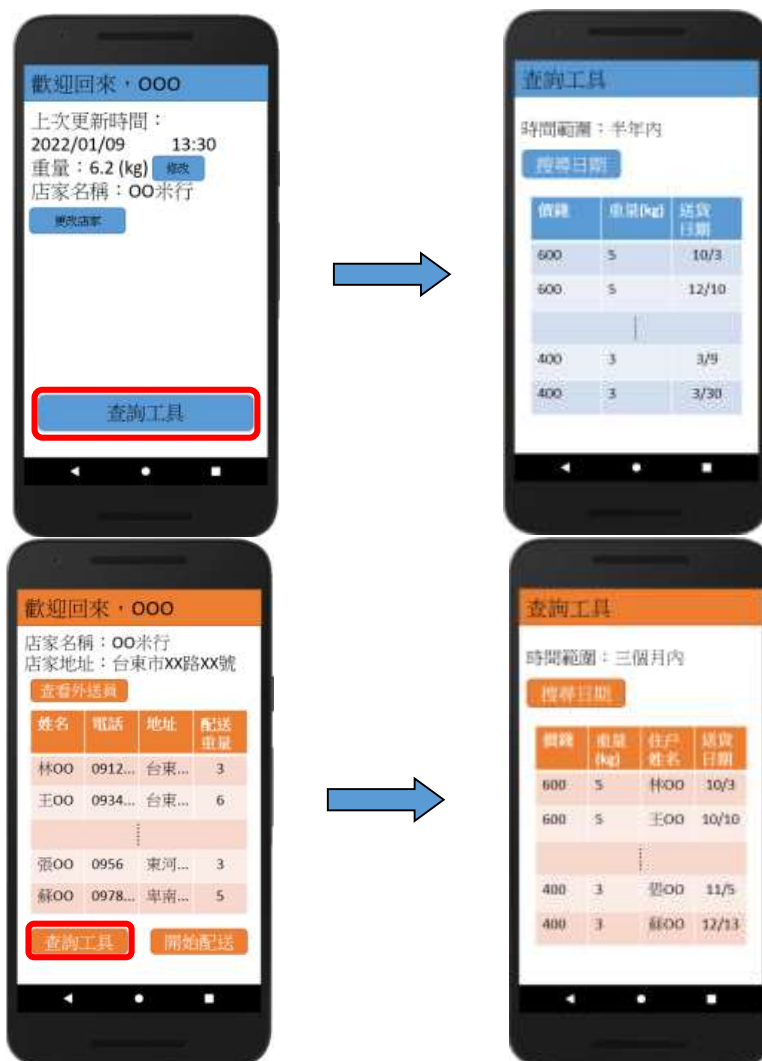 歡迎回來，OOO
上次更新時間：
2022/01/09 13:30
重量：6.2 (kg) 修改
店家名稱：OO米行
更改店家
查詢工具
查詢工具
時間範圍：半年內
搜尋日期
價錢 重量(kg) 送貨日期
600 5 10/3
600 5 12/10
400 3 3/9
400 3 3/30
歡迎回來，OOO
店家名稱：OO米行
店家地址：台東市XX路XX號
查看外送員
姓名 電話 地址 配送重量
林OO 0912... 台東... 3
王OO 0934... 台東... 6
張OO 0956 東河... 3
蘇OO 0978... 卑南... 5
查詢工具 開始配送
查詢工具
時間範圍：三個月內
搜尋日期
價錢 重量(kg) 住戶姓名 送貨日期
600 5 林OO 10/3
600 5 王OO 10/10
400 3 張OO 11/5
400 3 蘇OO 12/13